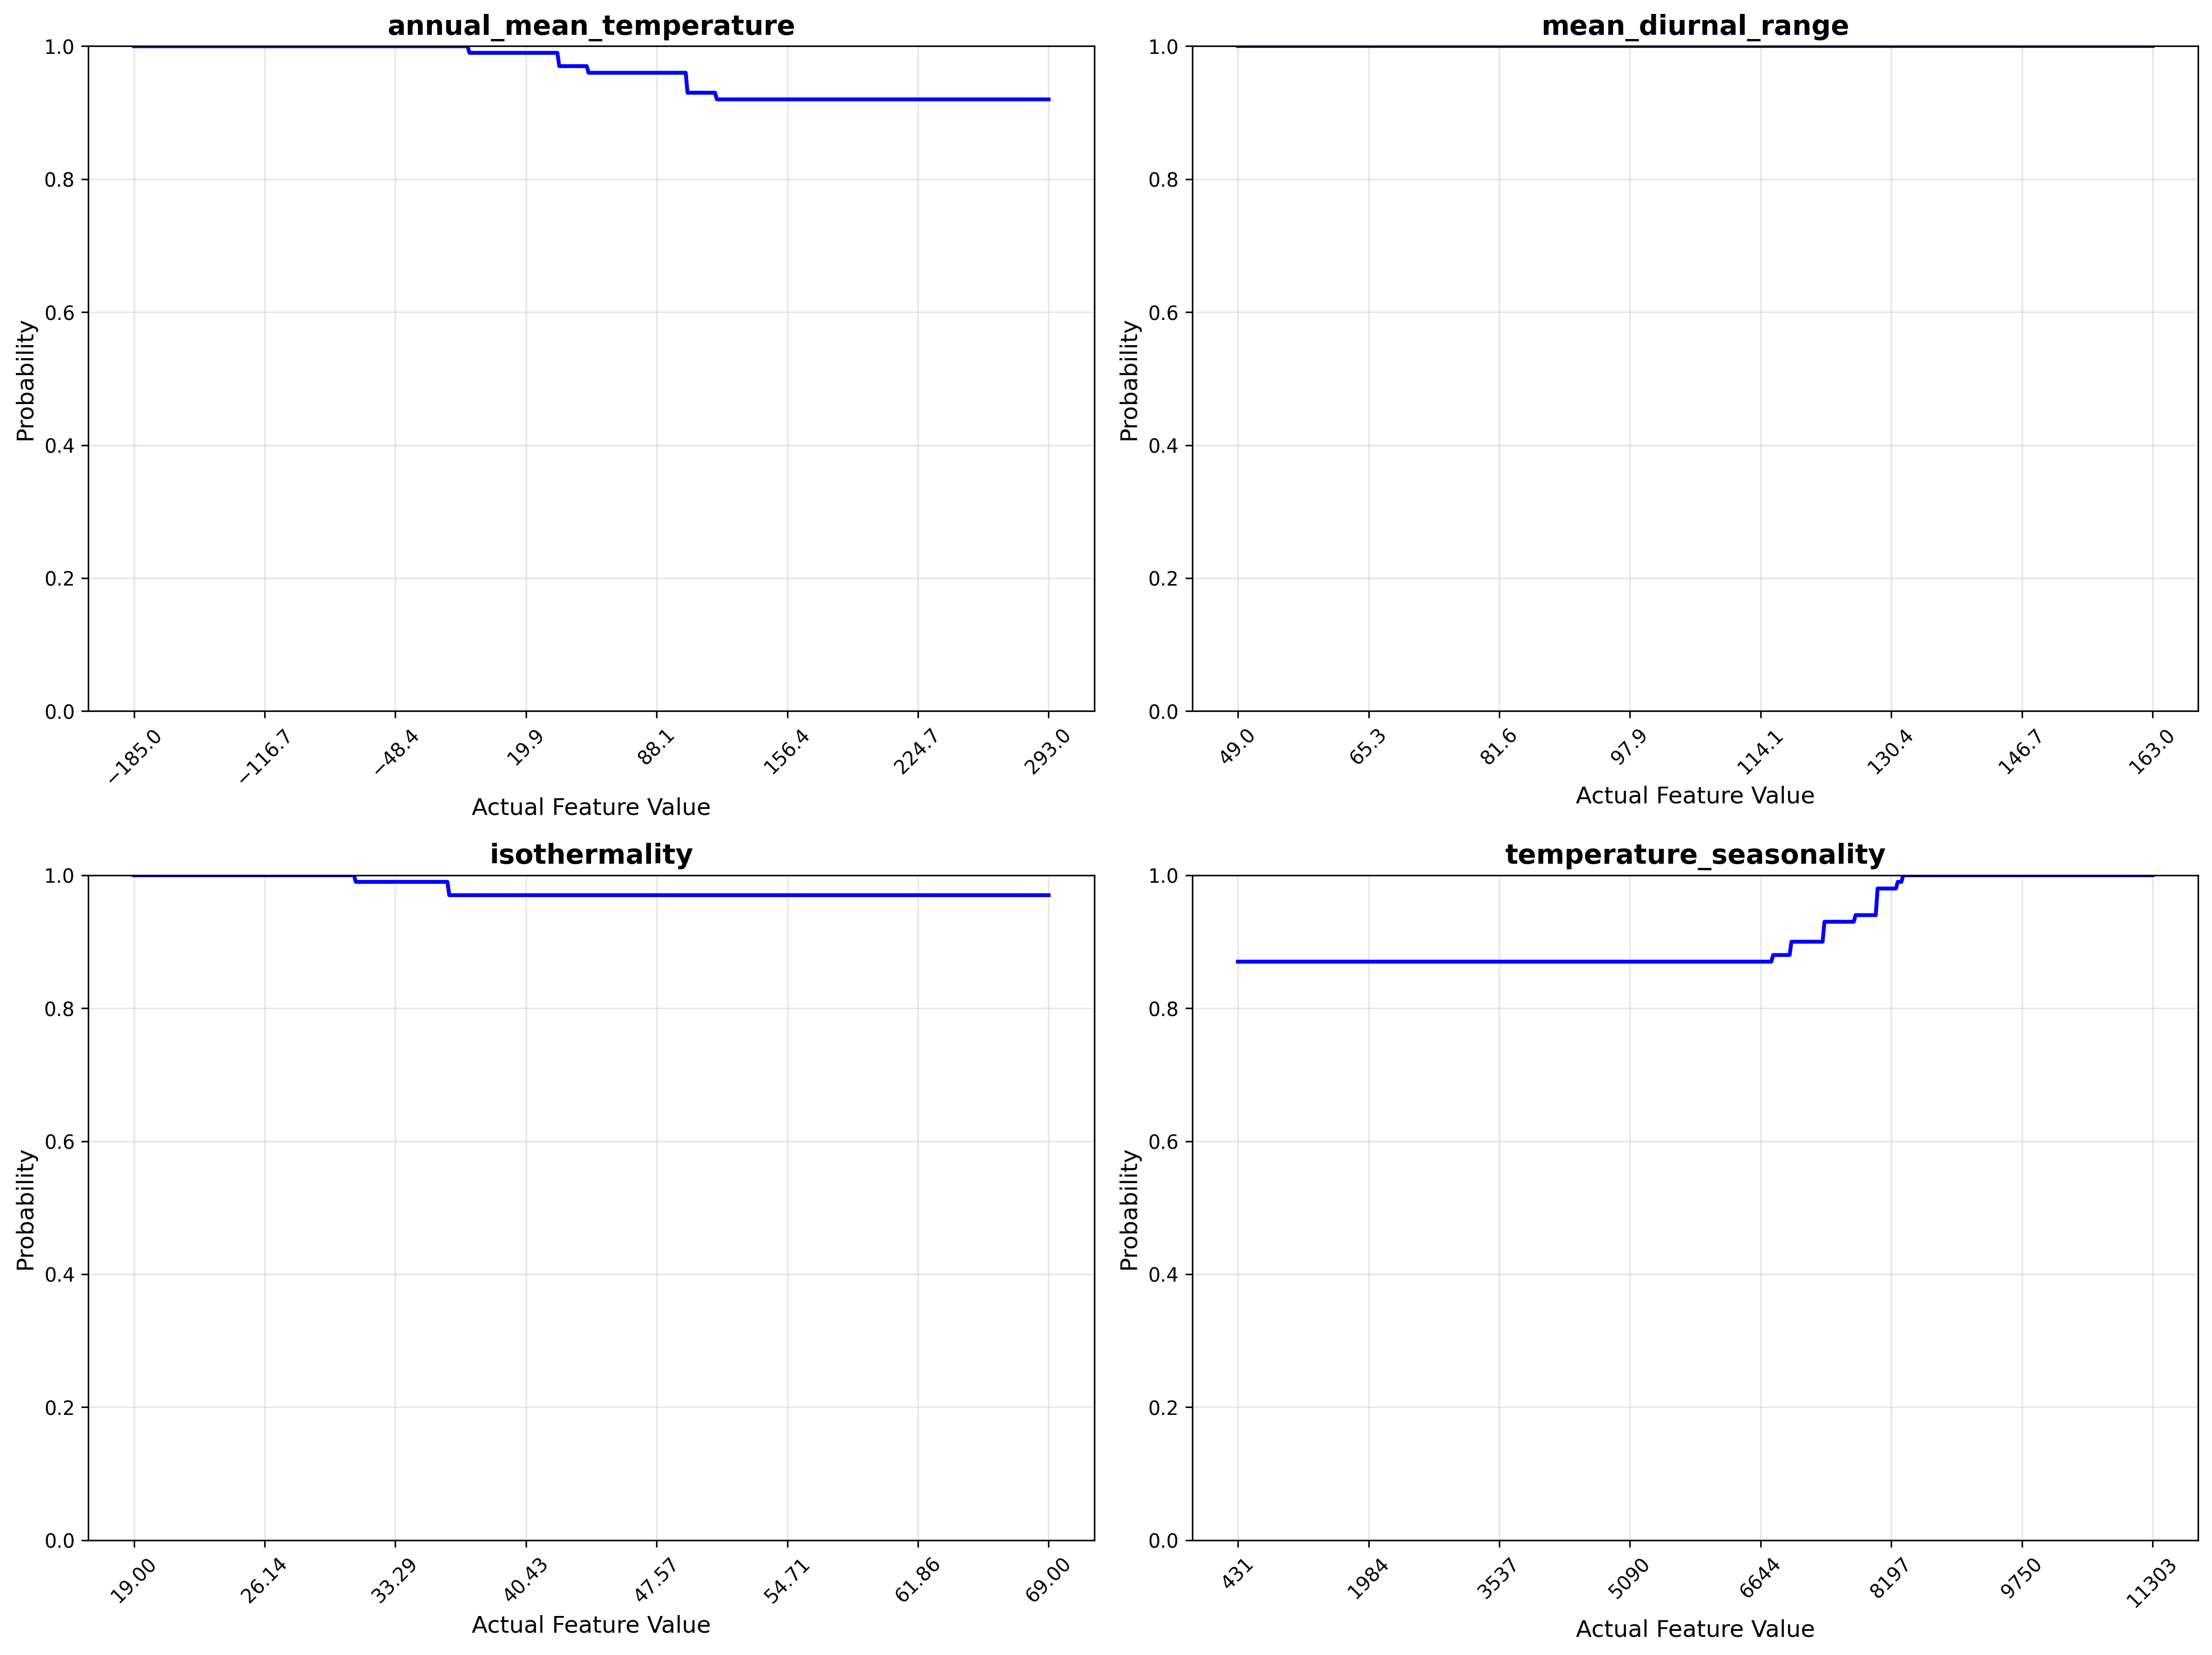 annual_mean_temperature
1.0
0.8
0.6
0.4
0.2
0.0
Probability
−185.0 −116.7 −48.4 19.9 88.1 156.4 224.7 293.0
Actual Feature Value
mean_diurnal_range
1.0
0.8
0.6
0.4
0.2
0.0
Probability
49.0 65.3 81.6 97.9 114.1 130.4 146.7 163.0
Actual Feature Value
isothermality
1.0
0.8
0.6
0.4
0.2
0.0
Probability
19.00 26.14 33.29 40.43 47.57 54.71 61.86 69.00
Actual Feature Value
temperature_seasonality
1.0
0.8
0.6
0.4
0.2
0.0
Probability
431 1984 3537 5090 6644 8197 9750 11303
Actual Feature Value